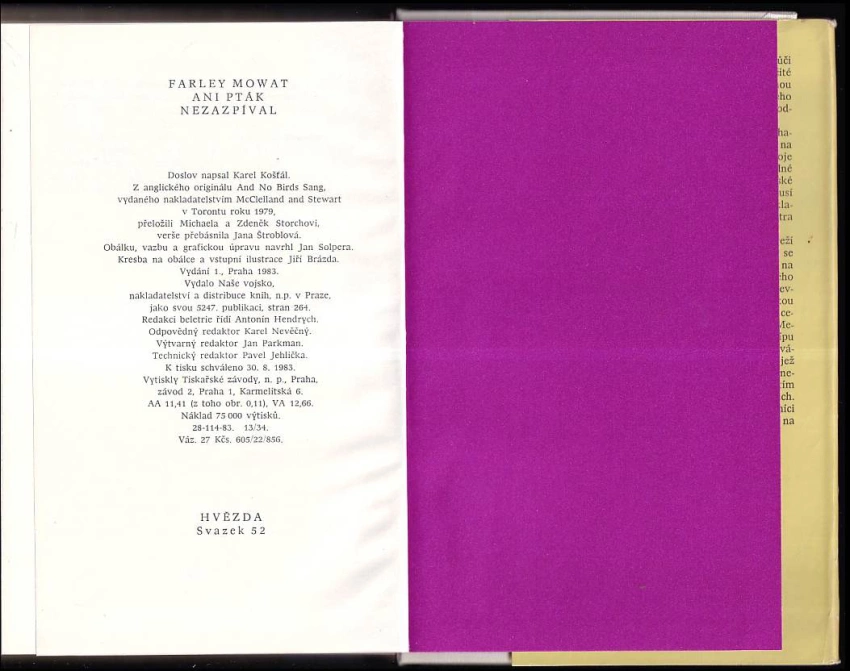 FARLEY MOWAT
ANI PTÁK
NEZAZPÍVAL
Doslov napsal Karel Košťál.
Z anglického originálu And No Birds Sang,
vydaného nakladatelstvím McClelland and Stewart
v Torontu roku 1979,
přeložili Michaela a Zdeněk Storchovi,
verše přebásnila Jana Štroblová.
Obálku, vazbu a grafickou úpravu navrhl Jan Solpera.
Kresba na obálce a vstupní ilustrace Jiří Brázda.
Vydání 1., Praha 1983.
Vydalo Naše vojsko,
nakladatelství a distribuce knih, n.p. v Praze,
jako svou 5247. publikaci, stran 264.
Redakci beletrie řídí Antonín Hendrych.
Odpovědný redaktor Karel Nevěčný.
Výtvarný redaktor Jan Parkman.
Technický redaktor Pavel Jehlička.
K tisku schváleno 30. 8. 1983.
Vytiskly Tiskařské závody, n. p., Praha,
závod 2, Praha 1, Karmelitská 6.
AA 11,41 (z toho obr. 0,11), VA 12,66.
Náklad 75 000 výtisků.
28-114-83. 13/34.
Váz. 27 Kčs. 605/22/856.
HVĚZDA
Svazek 52